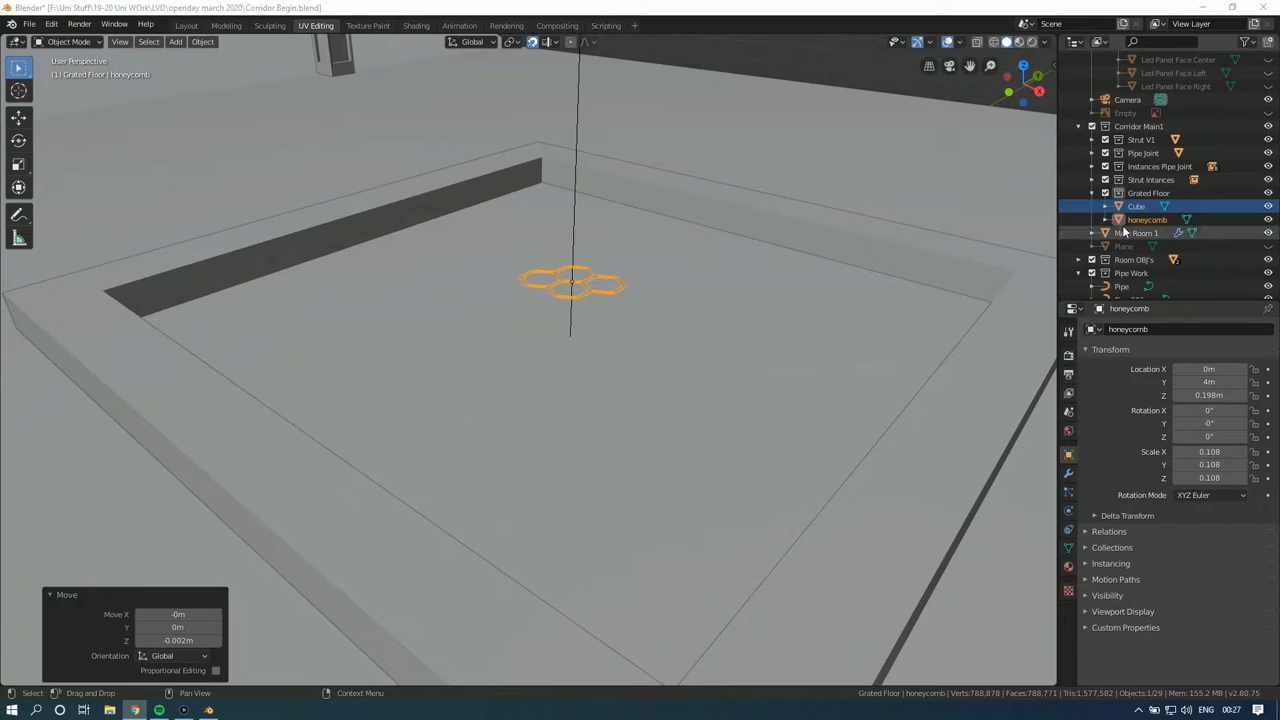 Blender* [F:\Uni Stuff\19-20 Uni WOrk\LVD\openday march 2020\Corridor Begin.blend]
File Edit Render Window Help Layout Modeling Sculpting UV Editing Texture Paint Shading Animation Rendering Compositing Scripting + Scene View Layer
Object Mode View Select Add Object Global
User Perspective
(1) Grated Floor | honeycomb
Z
Y
X
Led Panel Face Center
Led Panel Face Left
Led Panel Face Right
Camera
Empty
Corridor Main1
Strut V1
Pipe Joint
Instances Pipe Joint
Strut Intances
Grated Floor
Cube
honeycomb
Room 1
Plane
Room OBJ's
Pipe Work
Pipe
honeycomb
honeycomb
Transform
Location X 0m
Y 4m
Z 0.198m
Rotation X 0°
Y -0°
Z 0°
Scale X 0.108
Y 0.108
Z 0.108
Rotation Mode XYZ Euler
Delta Transform
Relations
Collections
Instancing
Motion Paths
Visibility
Viewport Display
Custom Properties
Move
Move X -0m
Y 0m
Z -0.002m
Orientation Global
Proportional Editing
Select Drag and Drop Pan View Context Menu Grated Floor | honeycomb | Verts:788,878 | Faces:788,771 | Tris:1,577,582 | Objects:1/29 | Mem: 155.2 MB | v2.80.75
ENG 00:27